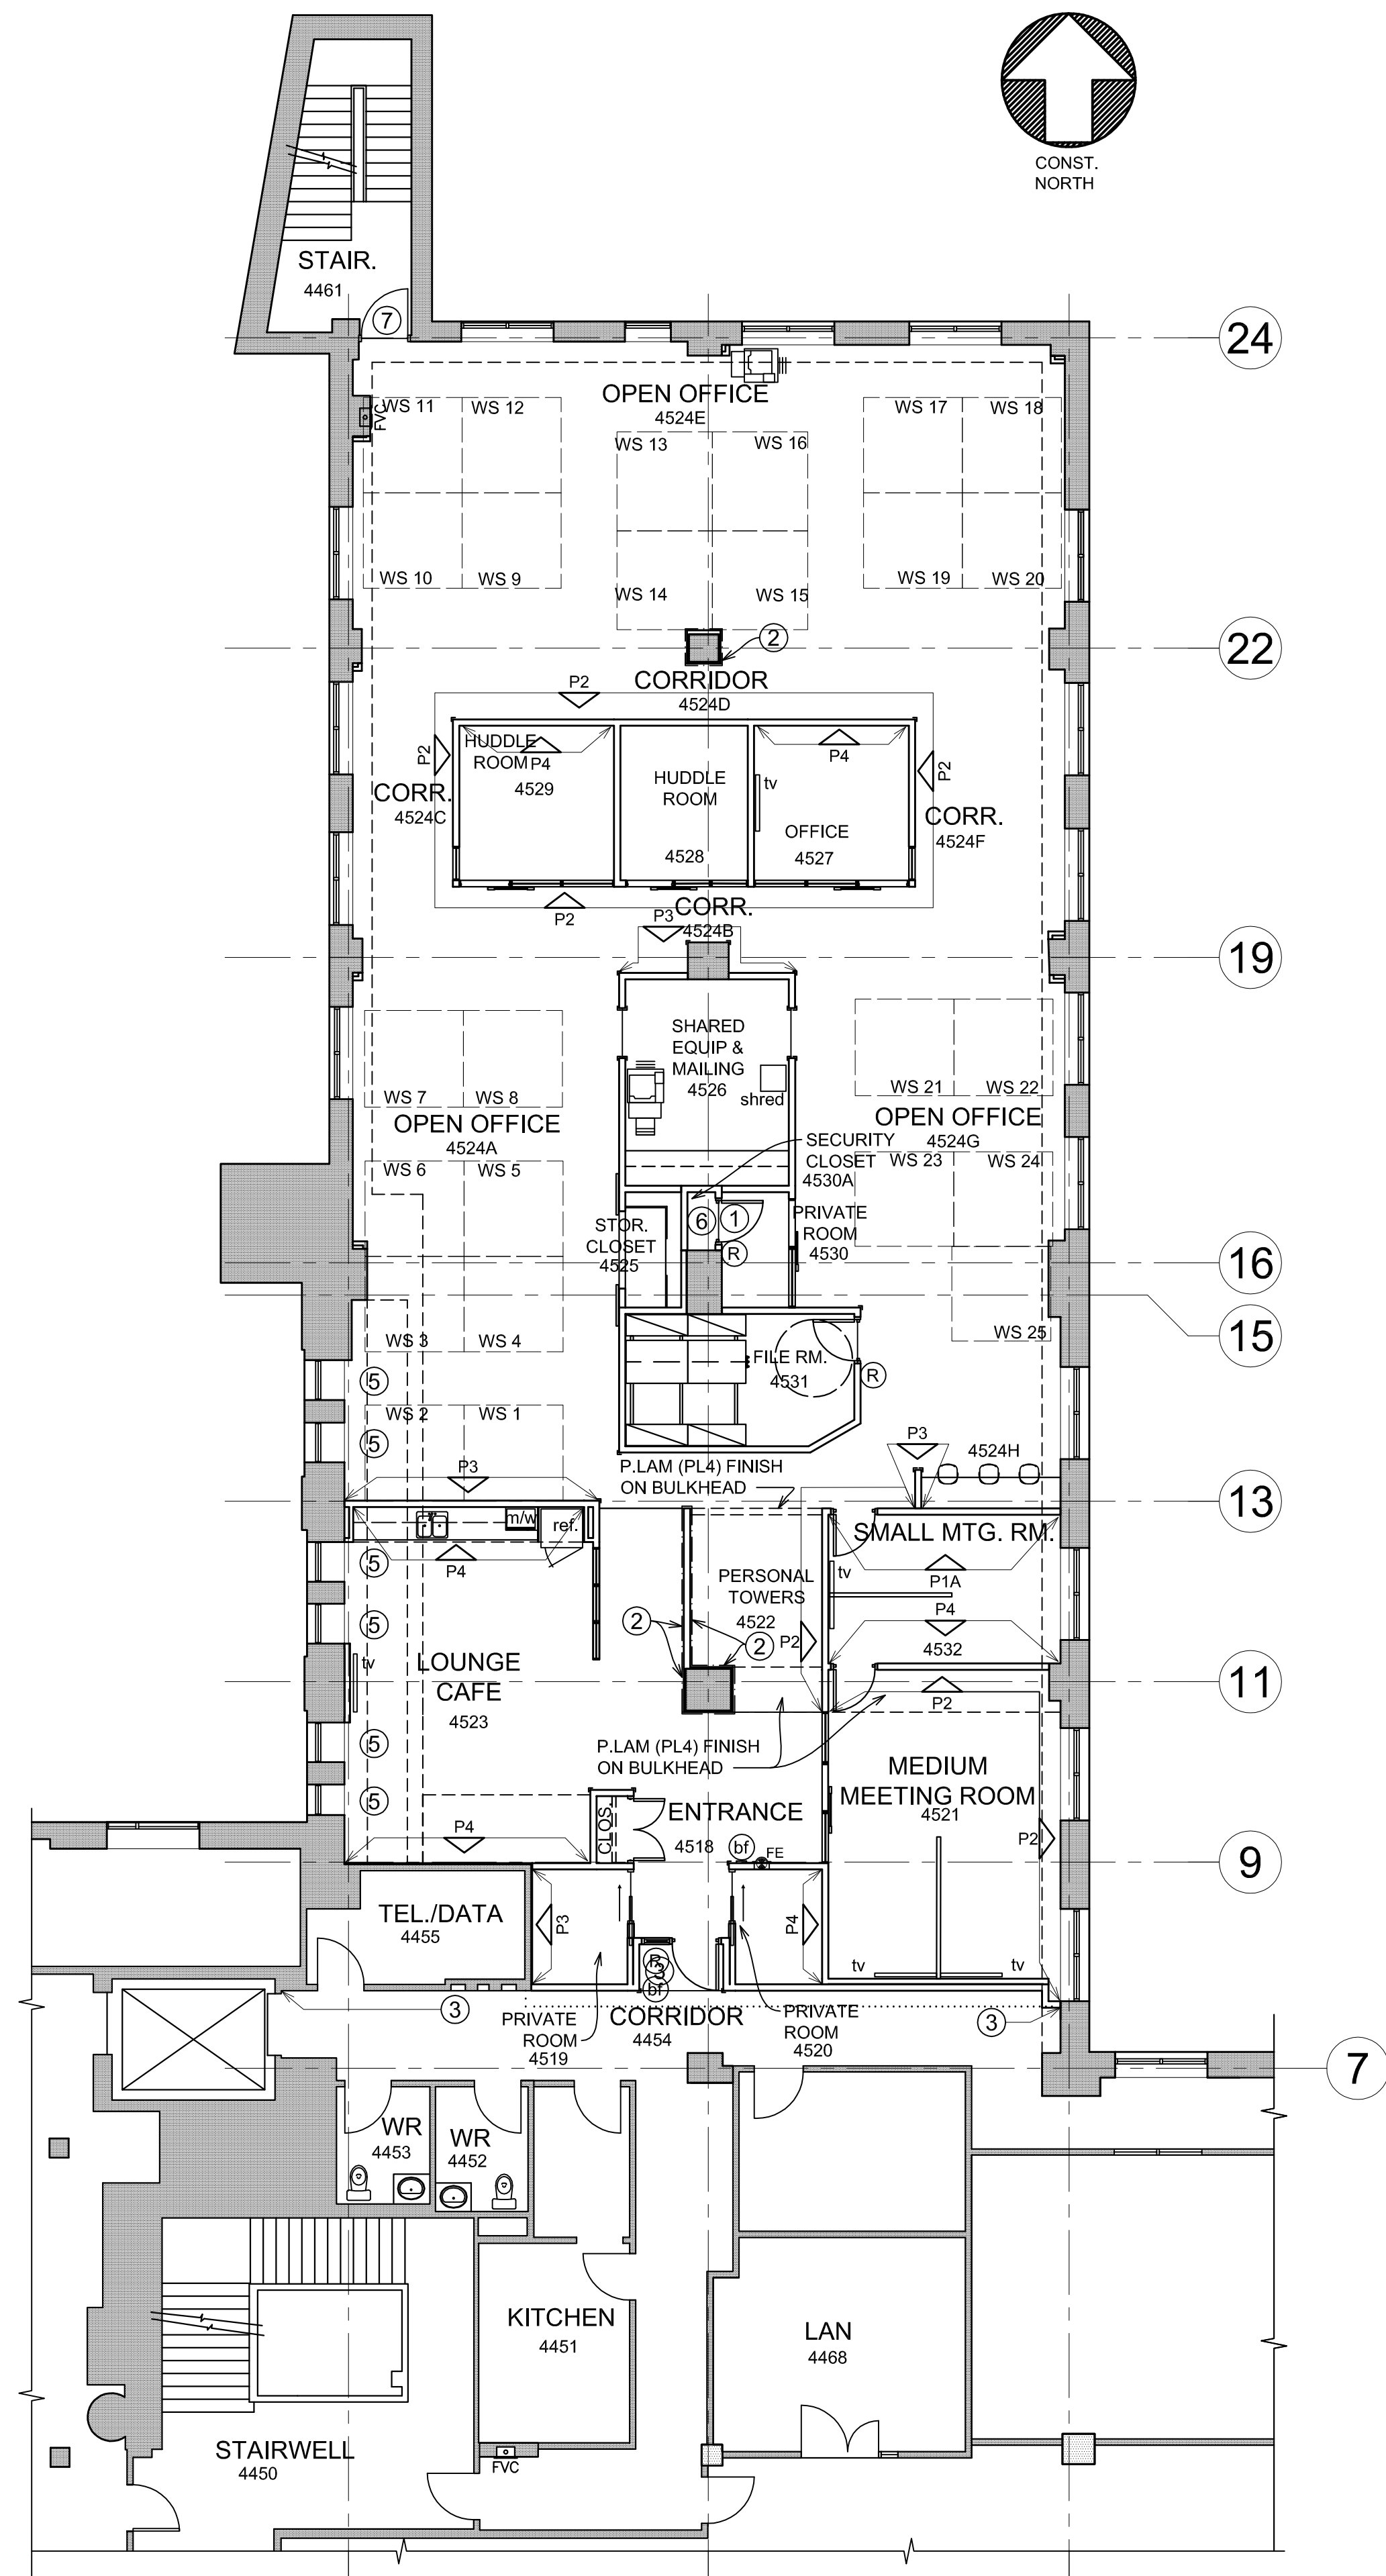 CONST.
NORTH
STAIR.
4461
7
24
OPEN OFFICE
4524E
FVC
WS 11
WS 12
WS 17
WS 18
WS 13
WS 16
WS 10
WS 9
WS 19
WS 20
WS 14
WS 15
2
22
CORRIDOR
4524D
P2
P2
HUDDLE
ROOM
P4
4529
HUDDLE
ROOM
4528
P4
tv
OFFICE
4527
P2
CORR.
4524C
CORR.
4524F
P2
CORR.
4524B
P3
19
SHARED
EQUIP &
MAILING
4526
shred
WS 7
WS 8
WS 21
WS 22
OPEN OFFICE
4524A
OPEN OFFICE
4524G
SECURITY
CLOSET
4530A
WS 6
WS 5
WS 23
WS 24
6
1
R
PRIVATE
ROOM
4530
STOR.
CLOSET
4525
16
15
WS 3
WS 4
WS 25
FILE RM.
4531
R
5
WS 2
WS 1
5
P3
P3
4524H
P.LAM (PL4) FINISH
ON BULKHEAD
13
m/w
ref.
SMALL MTG. RM.
5
P4
tv
P1A
PERSONAL
TOWERS
4522
P4
4532
5
2
2
P2
tv
LOUNGE
CAFE
4523
11
P2
5
P.LAM (PL4) FINISH
ON BULKHEAD
MEDIUM
MEETING ROOM
4521
5
CLOS.
ENTRANCE
4518
P4
bf
FE
P2
9
TEL./DATA
4455
P3
P4
R
3
bf
tv
tv
3
CORRIDOR
4454
PRIVATE
ROOM
4519
PRIVATE
ROOM
4520
3
7
WR
4453
WR
4452
KITCHEN
4451
LAN
4468
STAIRWELL
4450
FVC